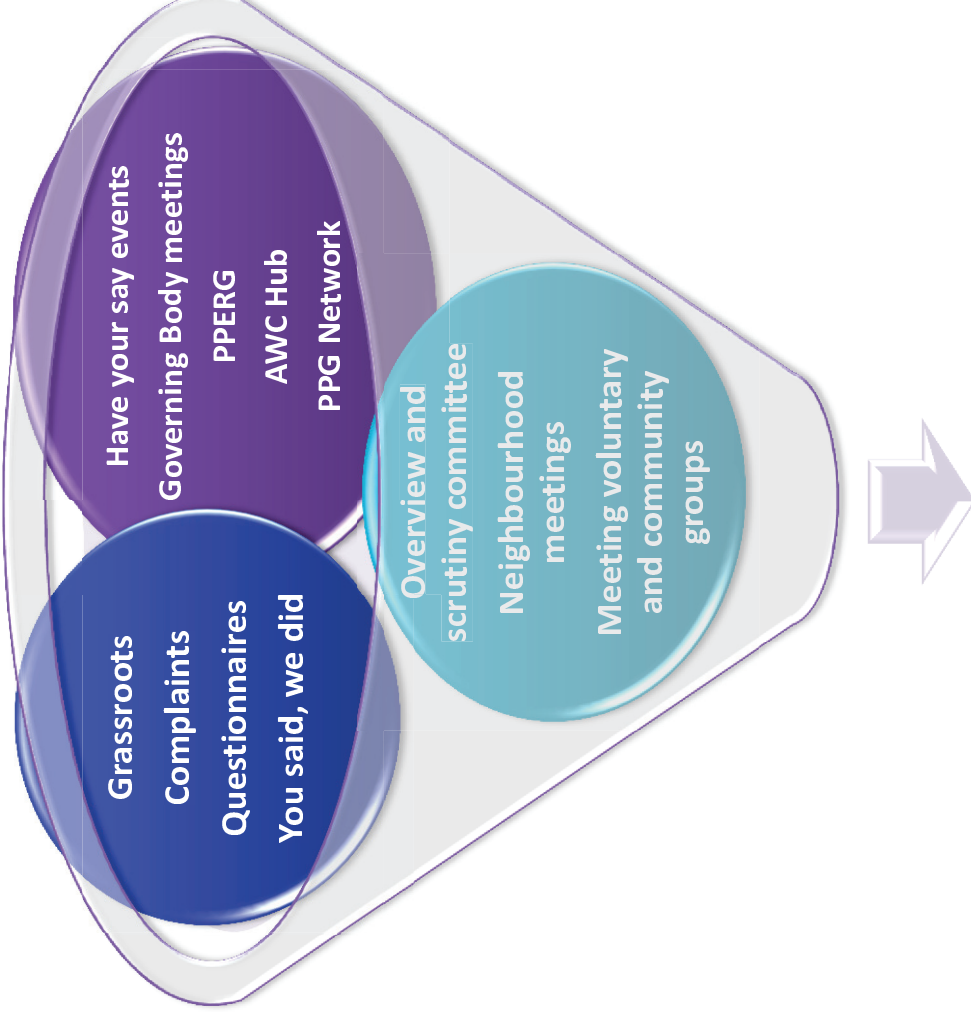 Grassroots
Complaints
Questionnaires
You said, we did
Have your say events
Governing Body meetings
PPERG
AWC Hub
PPG Network
Overview and
scrutiny committee
Neighbourhood
meetings
Meeting voluntary
and community
groups